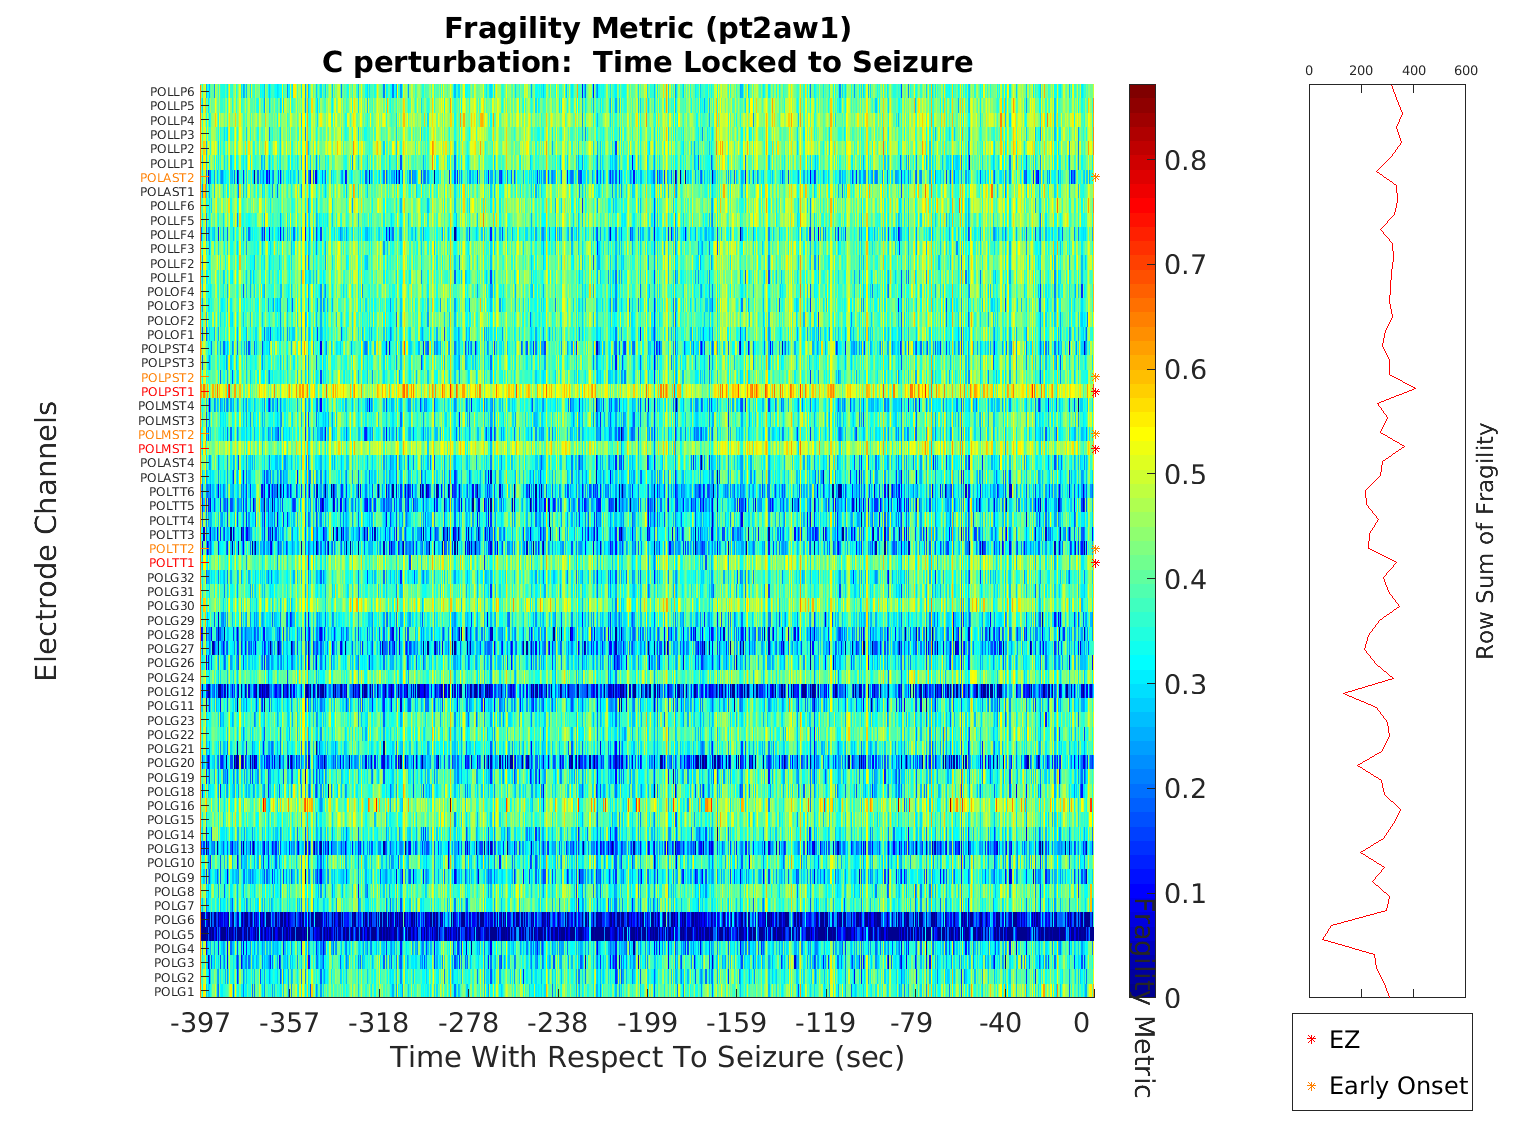 Fragility Metric (pt2aw1)
C perturbation:  Time Locked to Seizure
Electrode Channels
POLLP6
POLLP5
POLLP4
POLLP3
POLLP2
POLLP1
POLAST2
POLAST1
POLLF6
POLLF5
POLLF4
POLLF3
POLLF2
POLLF1
POLOF4
POLOF3
POLOF2
POLOF1
POLPST4
POLPST3
POLPST2
POLPST1
POLMST4
POLMST3
POLMST2
POLMST1
POLAST4
POLAST3
POLTT6
POLTT5
POLTT4
POLTT3
POLTT2
POLTT1
POLG32
POLG31
POLG30
POLG29
POLG28
POLG27
POLG26
POLG24
POLG12
POLG11
POLG23
POLG22
POLG21
POLG20
POLG19
POLG18
POLG16
POLG15
POLG14
POLG13
POLG10
POLG9
POLG8
POLG7
POLG6
POLG5
POLG4
POLG3
POLG2
POLG1
-397 -357 -318 -278 -238 -199 -159 -119 -79 -40 0
Time With Respect To Seizure (sec)
0.8
0.7
0.6
0.5
0.4
0.3
0.2
0.1
0
Fragility Metric
0 200 400 600
Row Sum of Fragility
EZ
Early Onset